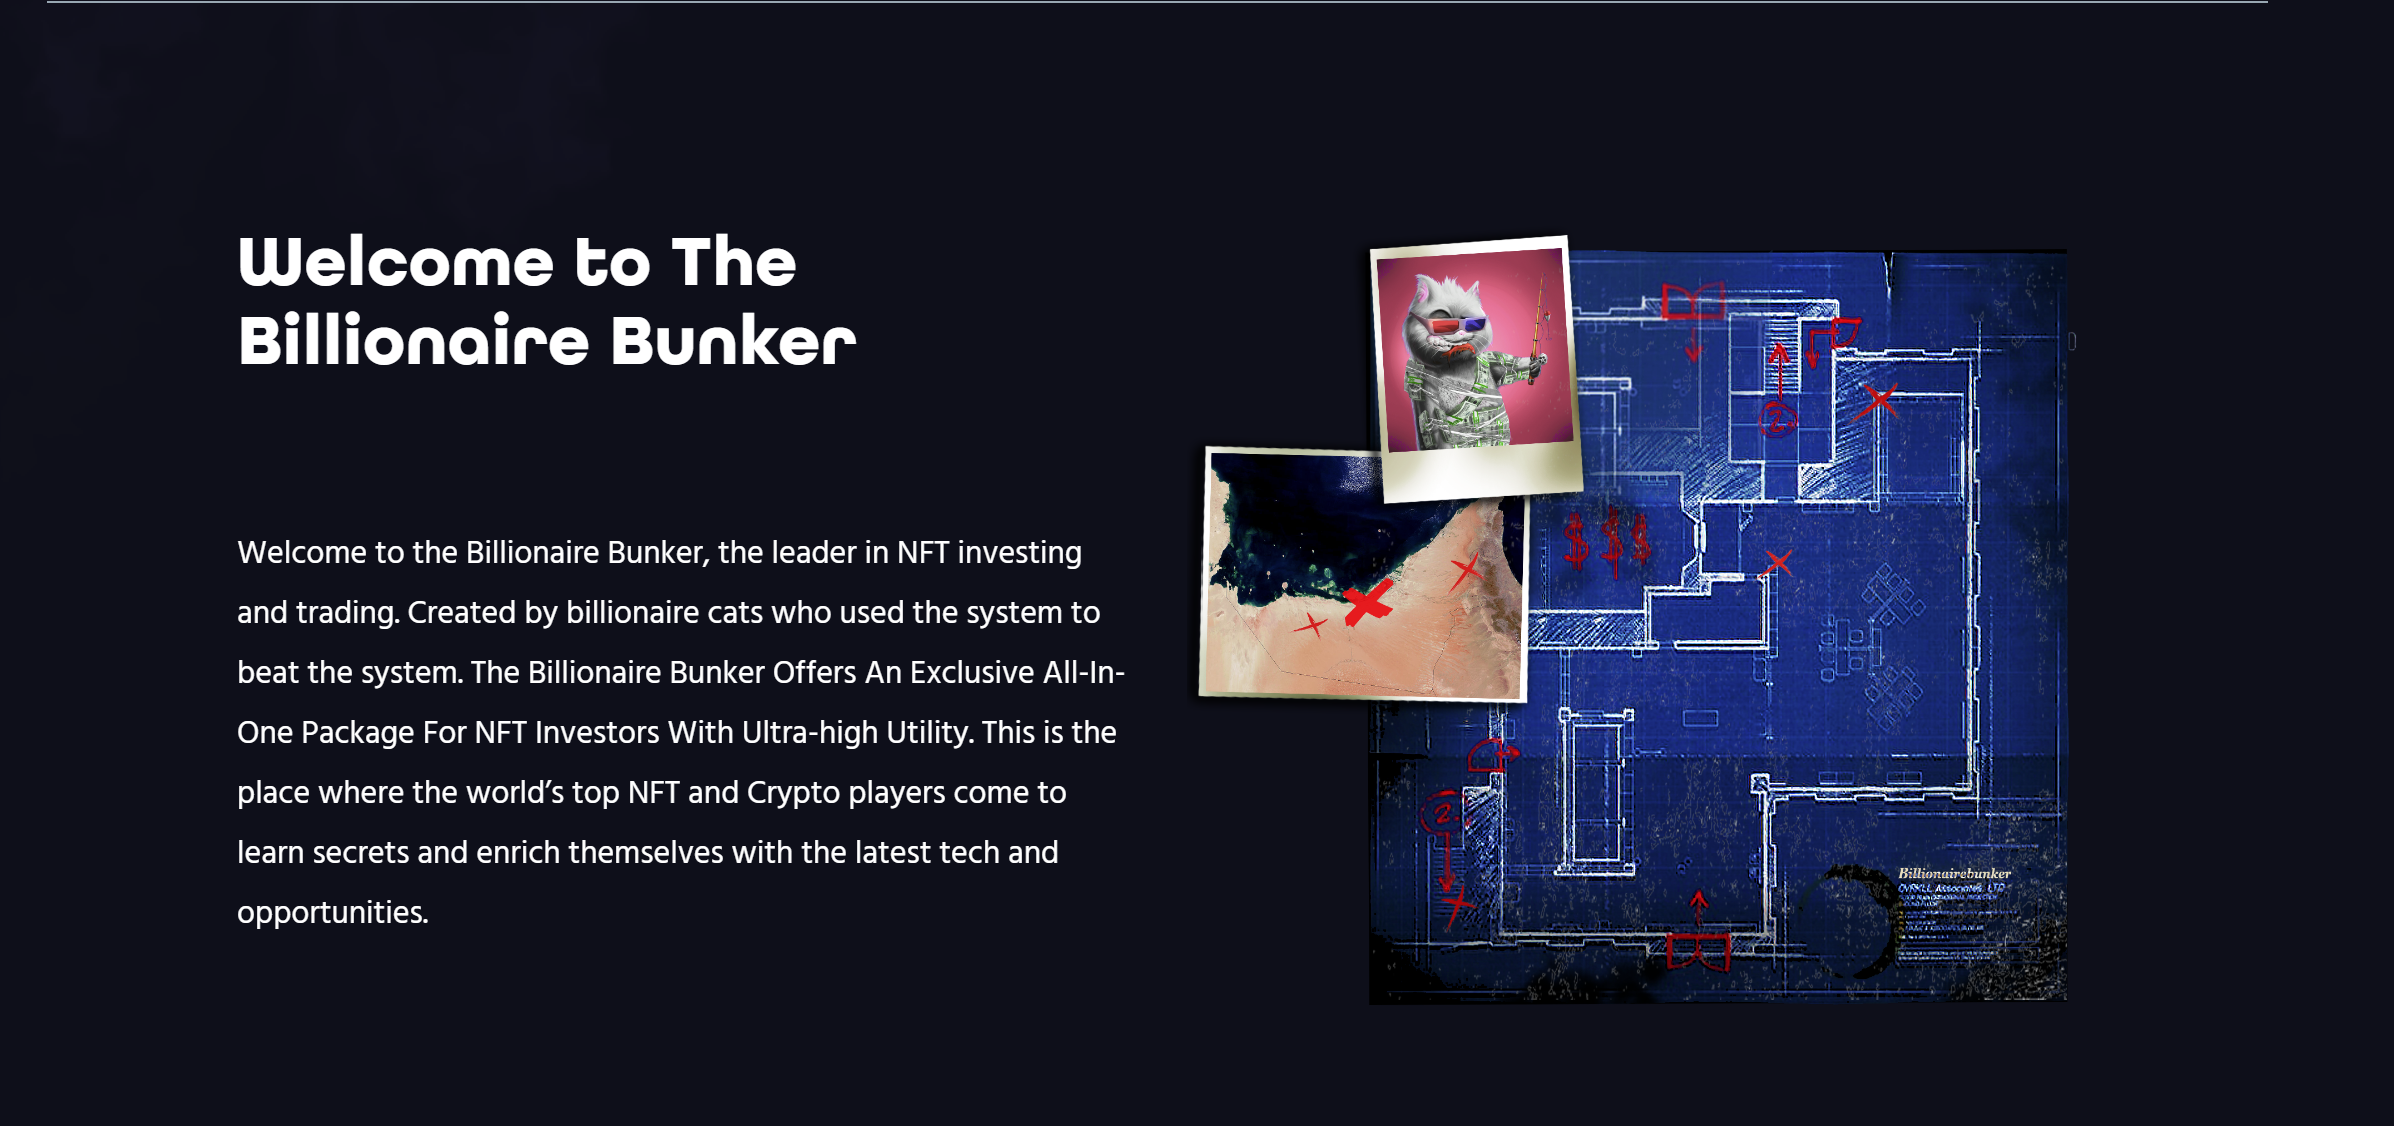 Welcome to The
Billionaire Bunker
Welcome to the Billionaire Bunker, the leader in NFT investing
and trading. Created by billionaire cats who used the system to
beat the system. The Billionaire Bunker Offers An Exclusive All-In-
One Package For NFT Investors With Ultra-high Utility. This is the
place where the world’s top NFT and Crypto players come to
learn secrets and enrich themselves with the latest tech and
opportunities.
$$$
2.
2.
Billionairebunker
Associates, LTD